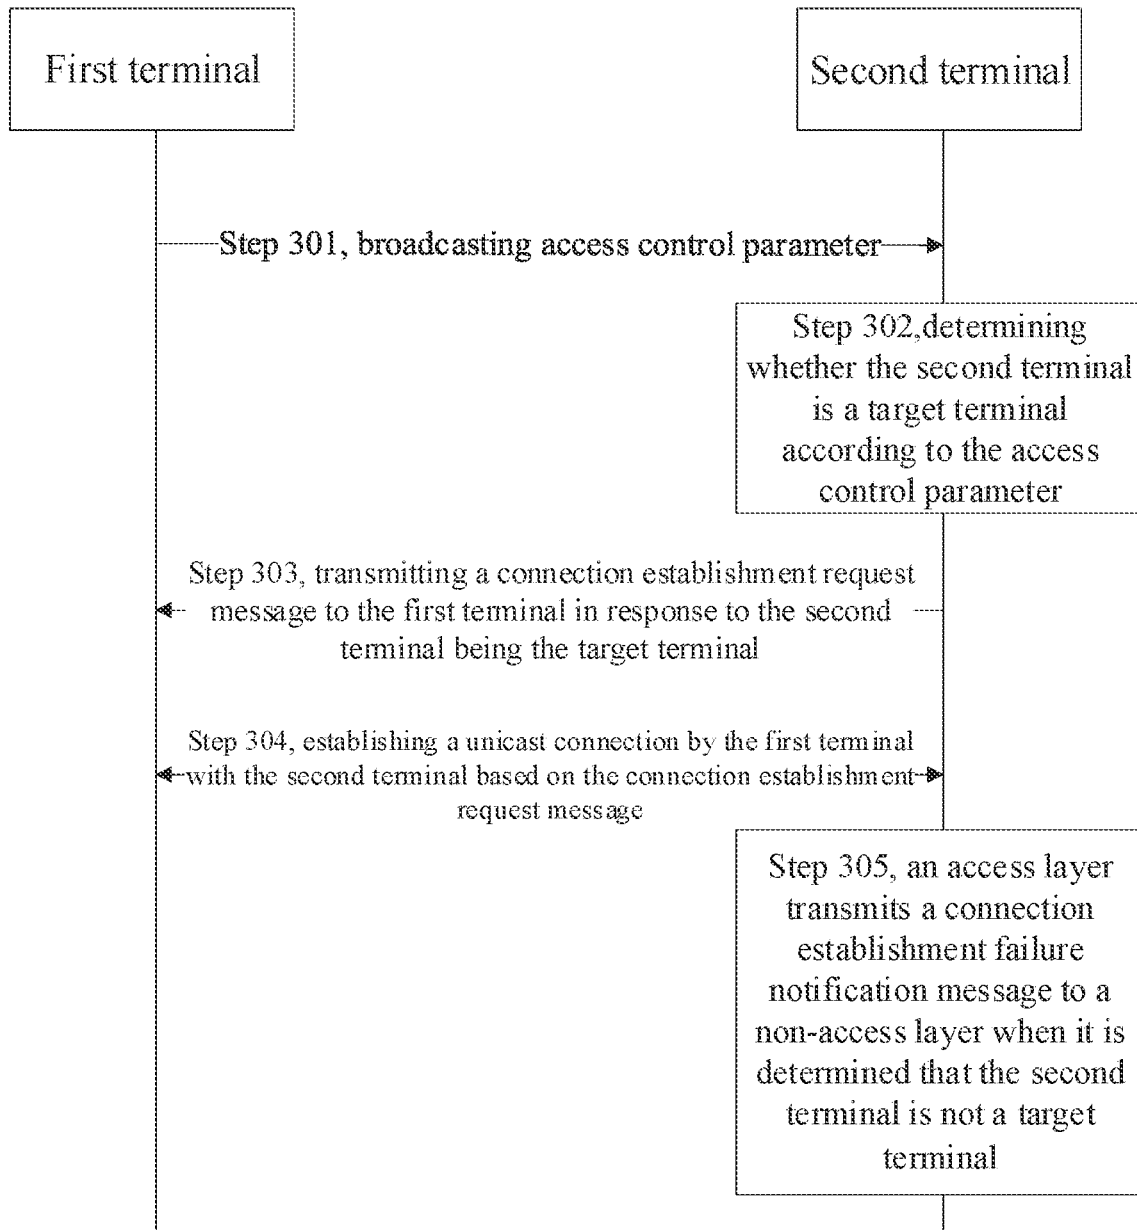 First terminal
Second terminal
Step 301, broadcasting access control parameter
Step 302,determining
whether the second terminal
is a target terminal
according to the access
control parameter
Step 303, transmitting a connection establishment request
message to the first terminal in response to the second
terminal being the target terminal
Step 304, establishing a unicast connection by the first terminal
with the second terminal based on the connection establishment
request message
Step 305, an access layer
transmits a connection
establishment failure
notification message to a
non-access layer when it is
determined that the second
terminal is not a target
terminal